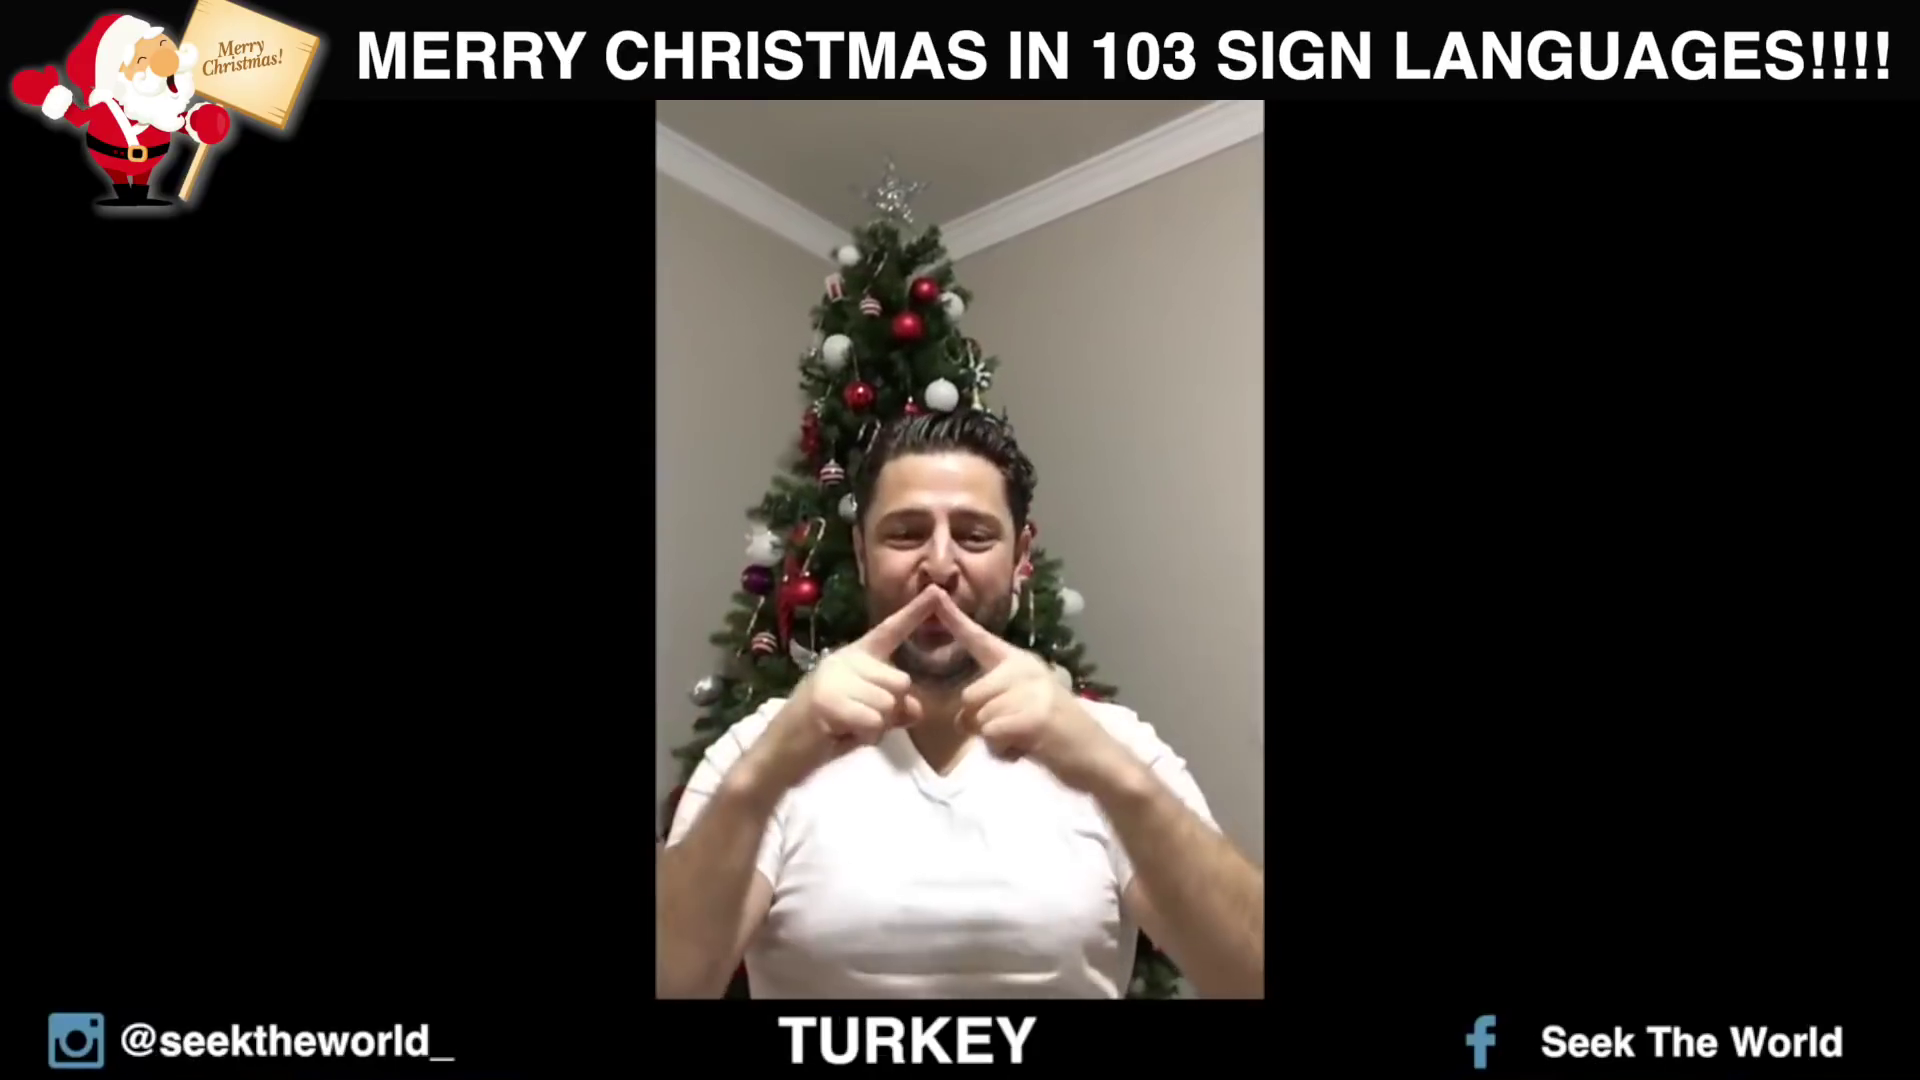 Merry
Christmas!
MERRY CHRISTMAS IN 103 SIGN LANGUAGES!!!!
@seektheworld_
TURKEY
Seek The World